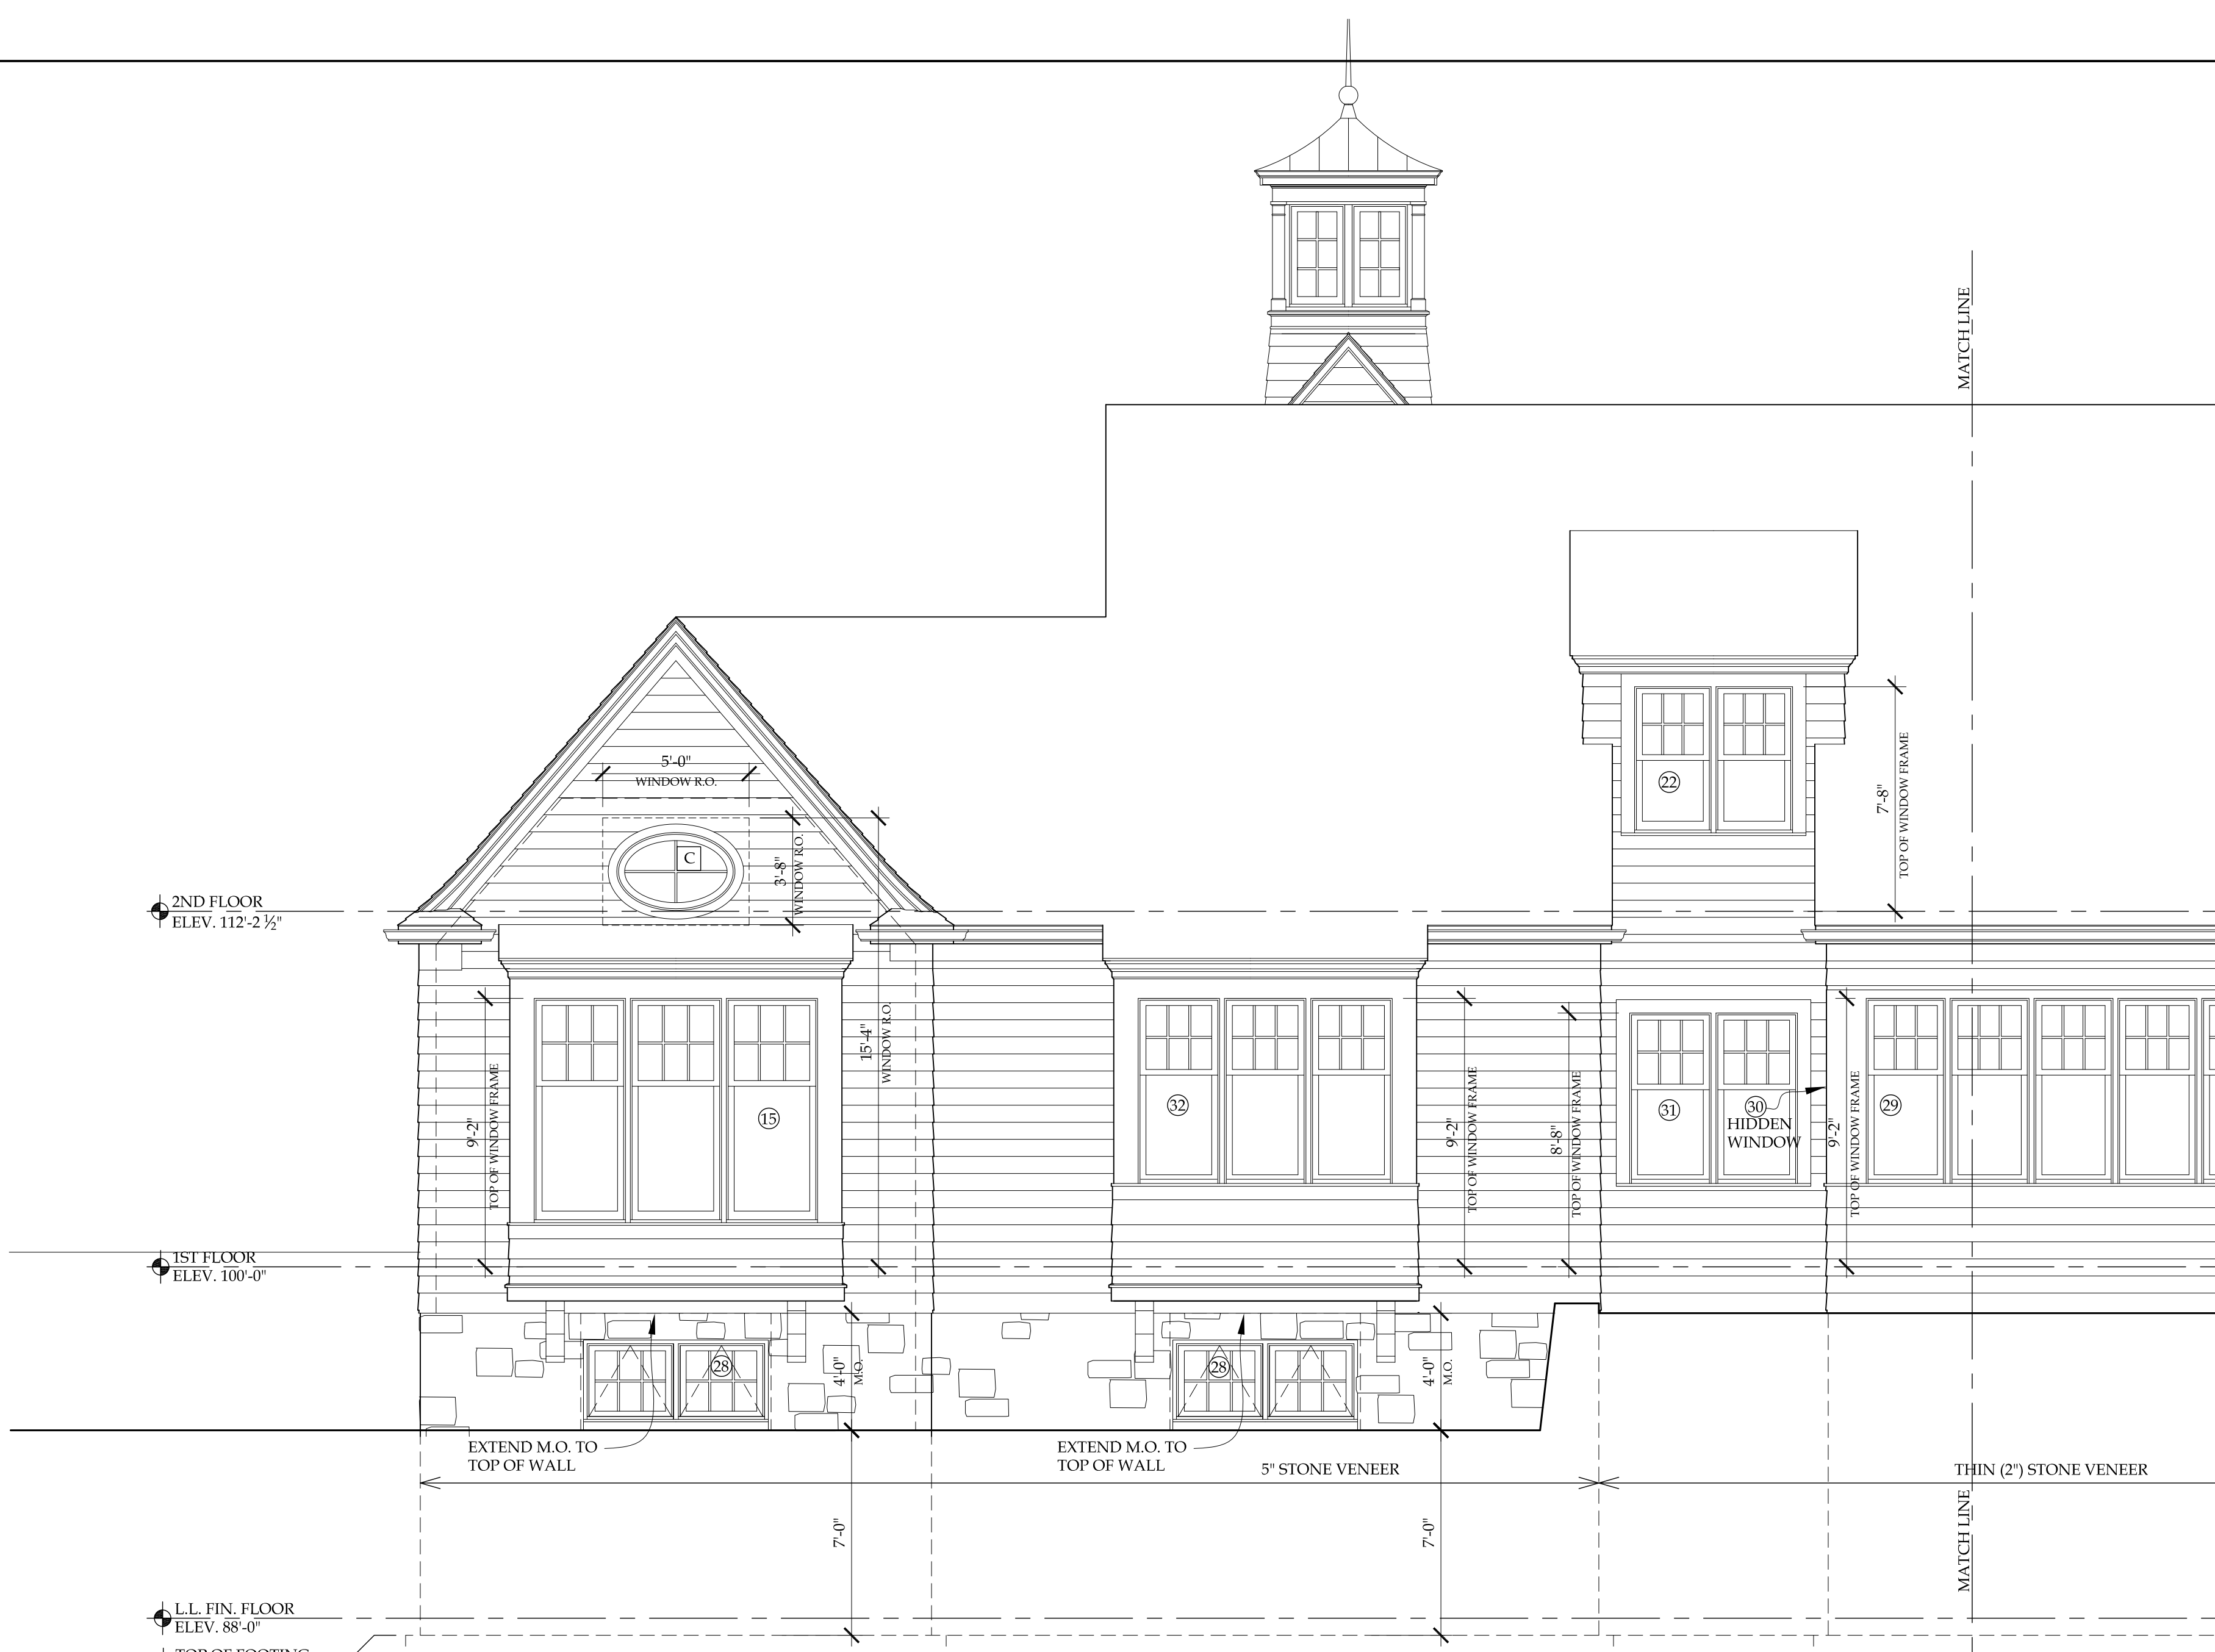 MATCH LINE
5'-0"
WINDOW R.O.
22
7'-8"
TOP OF WINDOW FRAME
C
3'-8"
WINDOW R.O.
2ND FLOOR
ELEV. 112'-2 ½"
15'-4"
WINDOW R.O.
9'-2"
TOP OF WINDOW FRAME
15
32
9'-2"
TOP OF WINDOW FRAME
8'-8"
TOP OF WINDOW FRAME
31
30
HIDDEN
WINDOW
9'-2"
TOP OF WINDOW FRAME
29
1ST FLOOR
ELEV. 100'-0"
28
4'-0"
M.O.
28
4'-0"
M.O.
EXTEND M.O. TO
TOP OF WALL
EXTEND M.O. TO
TOP OF WALL
5" STONE VENEER
THIN (2") STONE VENEER
7'-0"
7'-0"
MATCH LINE
L.L. FIN. FLOOR
ELEV. 88'-0"
TOP OF FOOTING